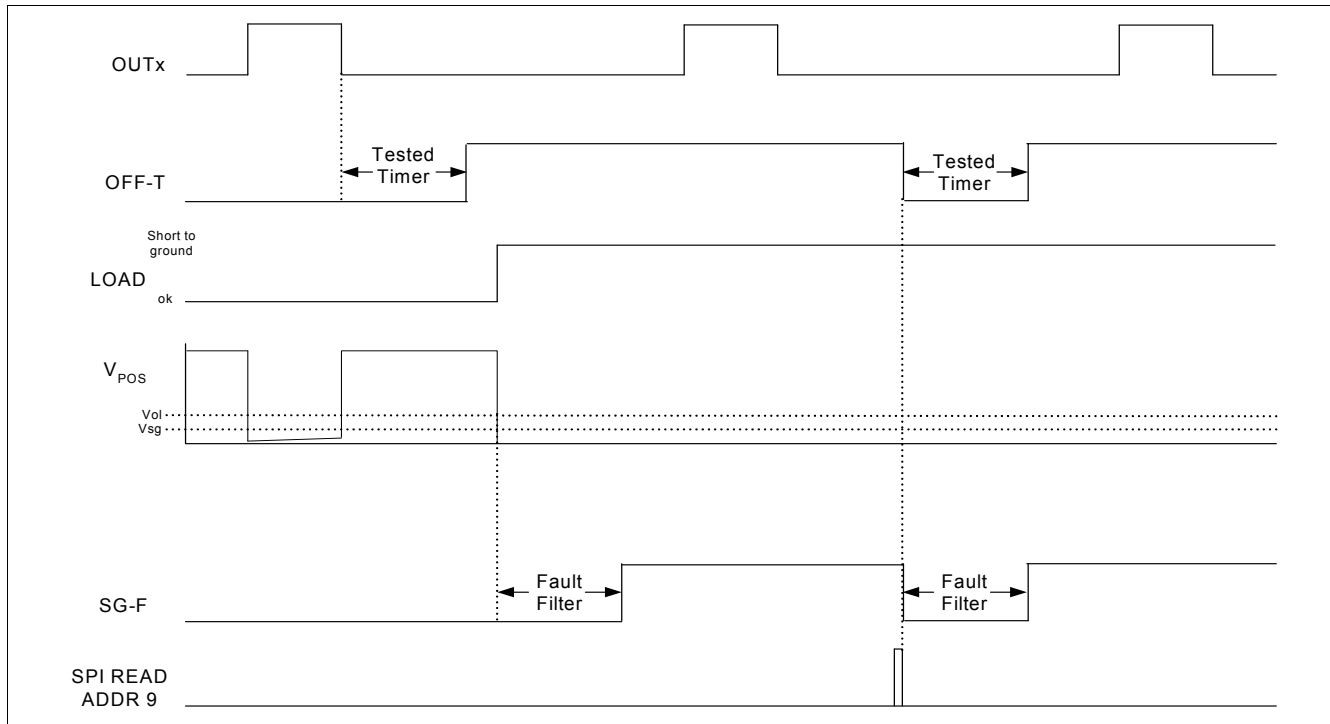 OUTx
Tested
Timer
Tested
Timer
OFF-T
Short to
ground
LOAD
ok
VPOS
Vol
Vsg
Fault
Filter
Fault
Filter
SG-F
SPI READ
ADDR 9